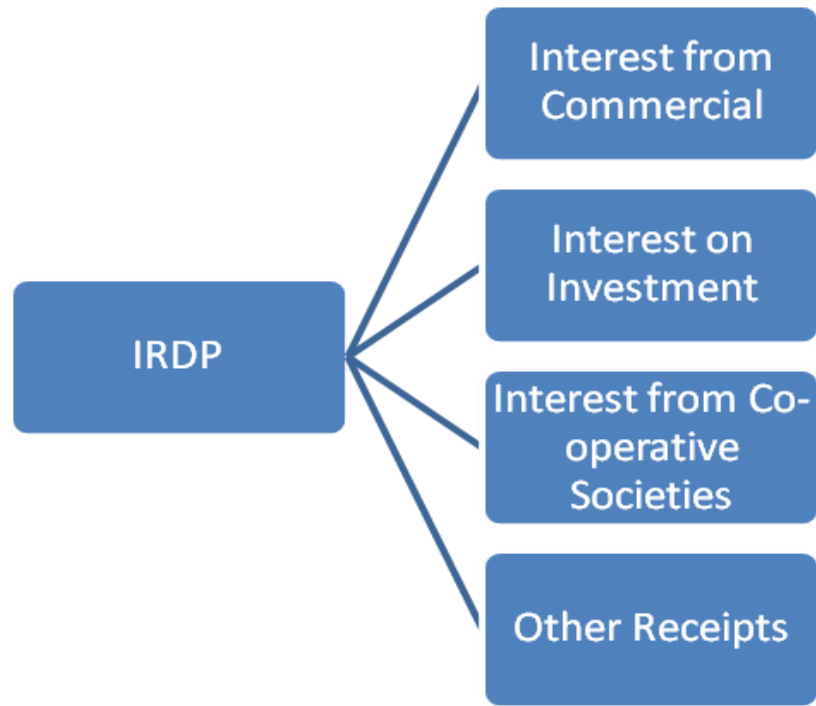 IRDP
Interest from
Commercial
Interest on
Investment
Interest from Co-
operative
Societies
Other Receipts